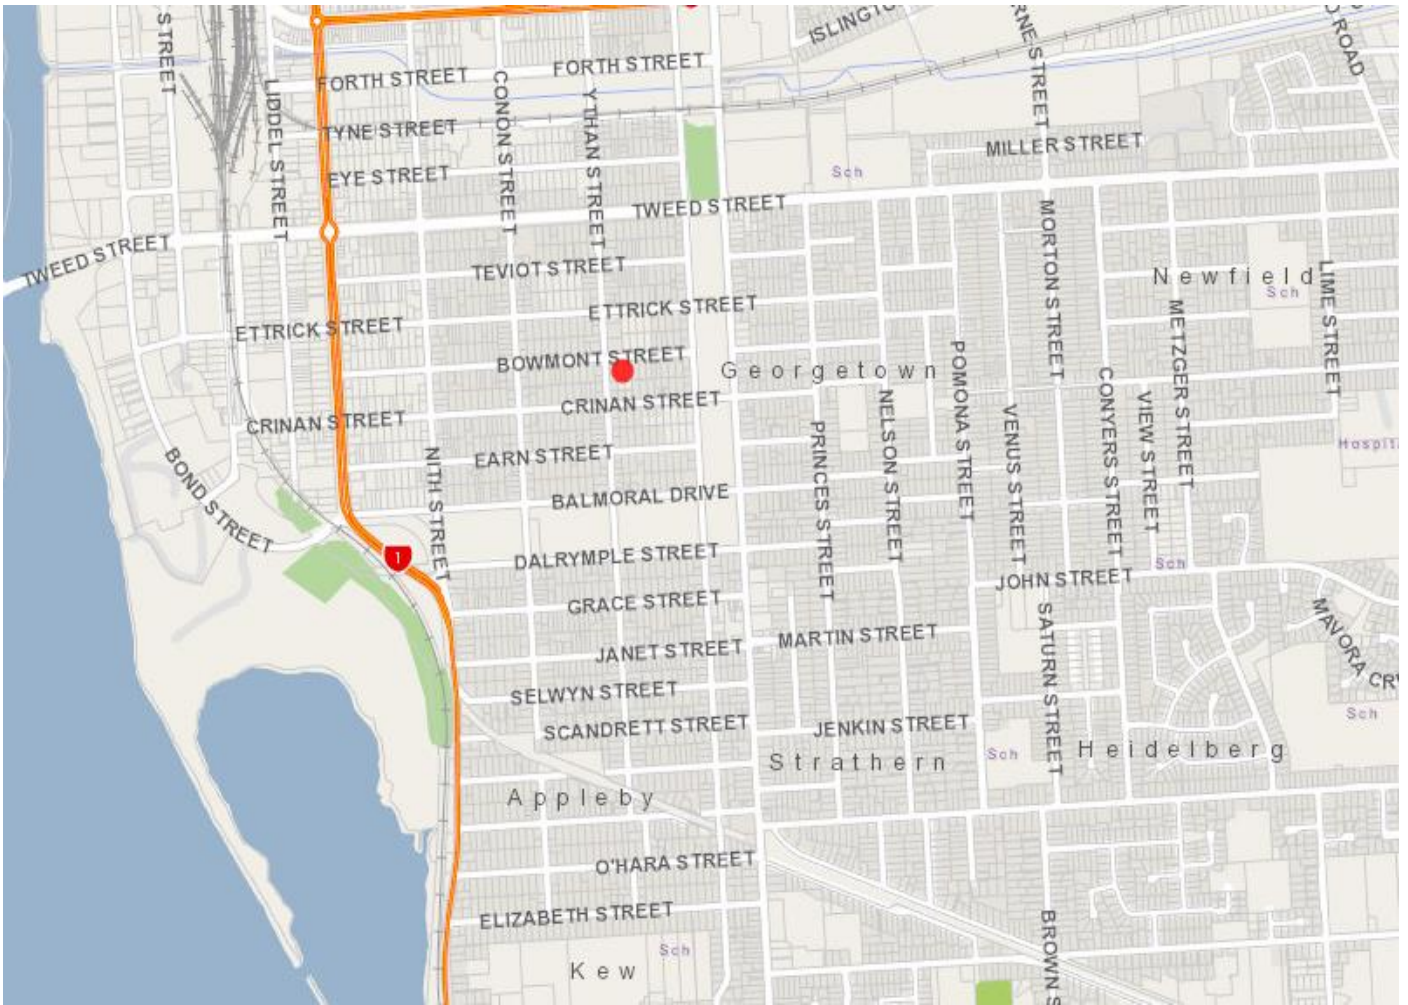 STREET
ISLINGTO
RNE STREET
O ROAD
FORTH STREET
FORTH STREET
LIDDEL STREET
CONON STREET
YTHAN STREET
TYNE STREET
MILLER STREET
EYE STREET
Sch
TWEED STREET
TWEED STREET
MORTON STREET
TEVIOT STREET
Newfield
Sch
LIME STREET
ETTRICK STREET
ETTRICK STREET
METZGER STREET
BOWMONT STREET
Georgetown
POMONA STREET
CONYERS STREET
CRINAN STREET
CRINAN STREET
NELSON STREET
VENUS STREET
VIEW STREET
PRINCES STREET
Hospit
BOND STREET
NITH STREET
EARN STREET
BALMORAL DRIVE
1
DALRYMPLE STREET
Sch
JOHN STREET
GRACE STREET
MAVORA CR
JANET STREET
MARTIN STREET
SATURN STREET
SELWYN STREET
SCANDRETT STREET
JENKIN STREET
Sch
Sch
Heidelberg
Strathern
Appleby
O'HARA STREET
ELIZABETH STREET
BROWN S
Sch
Kew